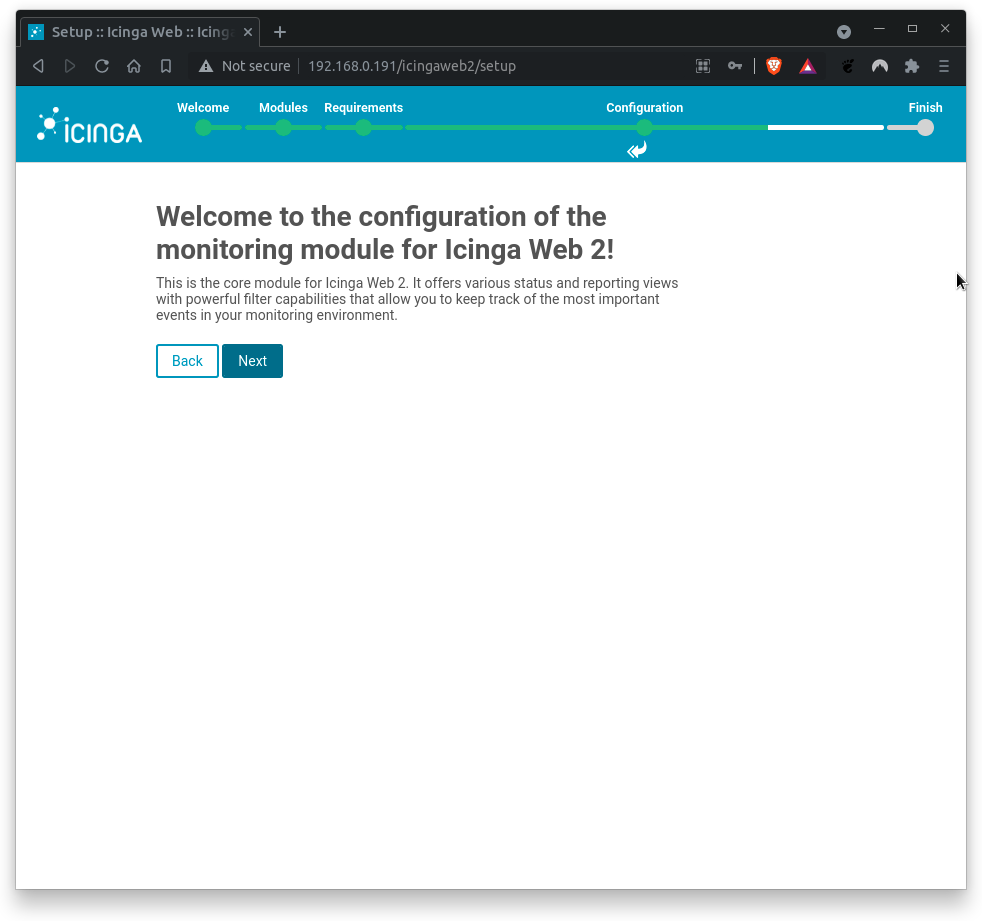 Setup :: Icinga Web :: Icinga
Not secure
192.168.0.191/icingaweb2/setup
ICINGA
Welcome
Modules
Requirements
Configuration
Finish
Welcome to the configuration of the
monitoring module for Icinga Web 2!
This is the core module for Icinga Web 2. It offers various status and reporting views
with powerful filter capabilities that allow you to keep track of the most important
events in your monitoring environment.
Back
Next